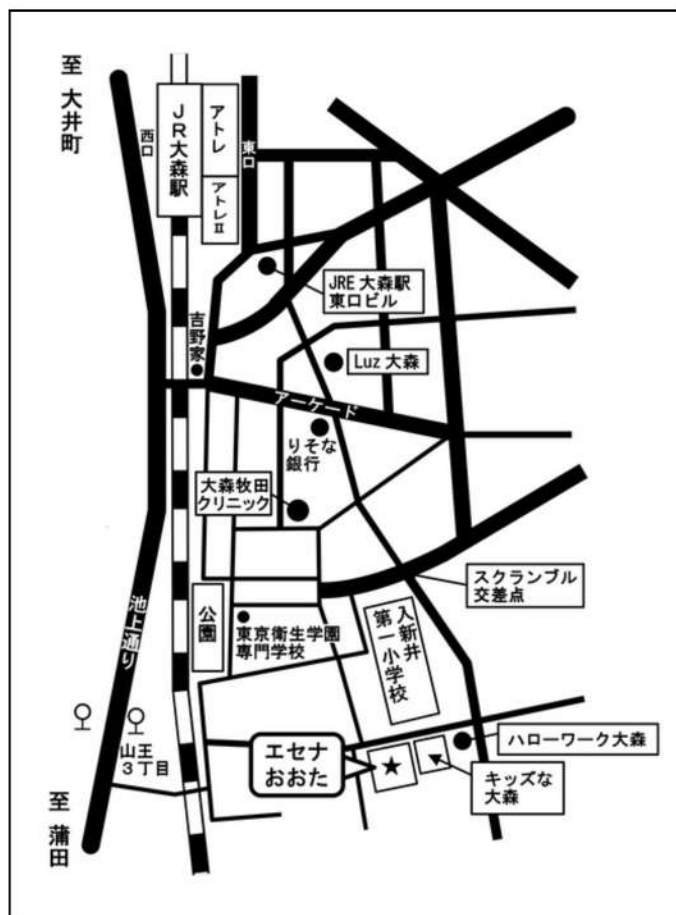 至 大井町
西口
JR大森駅
アトレ
アトレⅡ
東口
JRE 大森駅
東口ビル
吉野家
Luz 大森
アーケード
りそな
銀行
大森牧田
クリニック
スクランブル
交差点
池上通り
公園
東京衛生学園
専門学校
入新井
第一小学校
山王
3丁目
エセナ
おおた
ハローワーク大森
キッズな
大森
至 蒲田